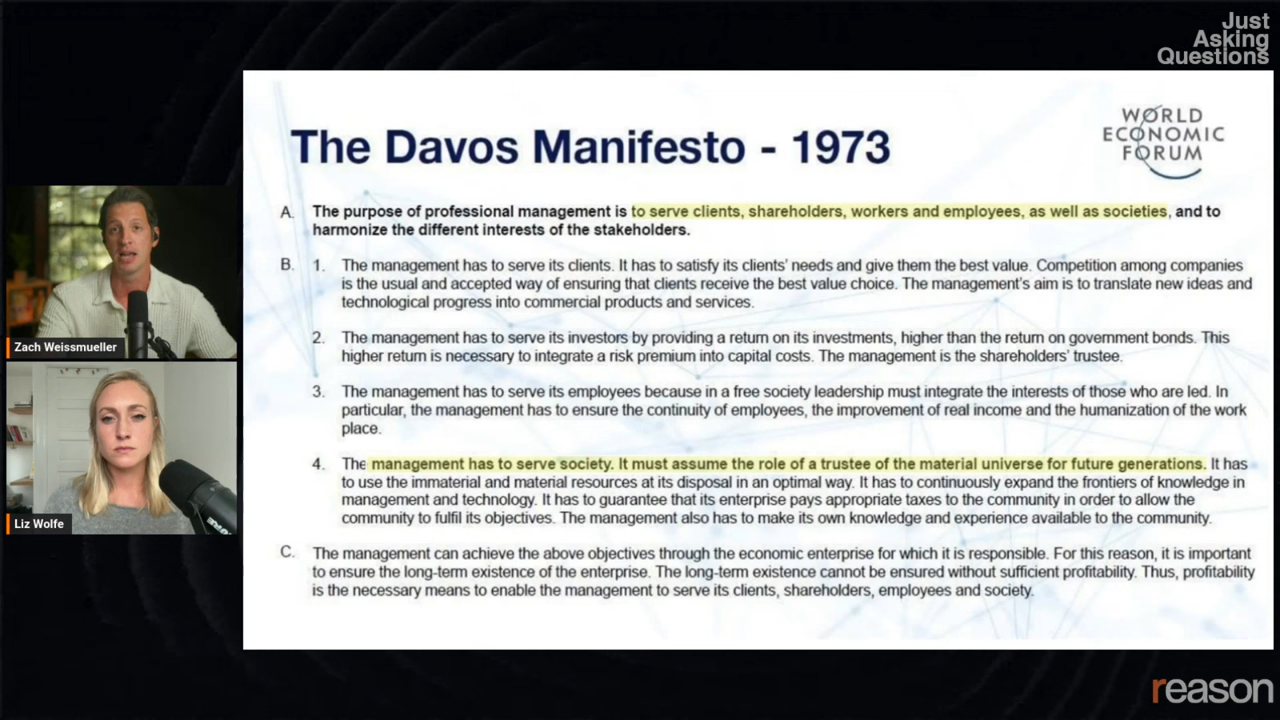 Just
Asking
Questions
WORLD
ECONOMIC
FORUM
The Davos Manifesto - 1973
A. The purpose of professional management is to serve clients, shareholders, workers and employees, as well as societies, and to
harmonize the different interests of the stakeholders.
B. 1. The management has to serve its clients. It has to satisfy its clients' needs and give them the best value. Competition among companies
is the usual and accepted way of ensuring that clients receive the best value choice. The management's aim is to translate new ideas and
technological progress into commercial products and services.
2. The management has to serve its investors by providing a return on its investments, higher than the return on government bonds. This
higher return is necessary to integrate a risk premium into capital costs. The management is the shareholders' trustee.
3. The management has to serve its employees because in a free society leadership must integrate the interests of those who are led. In
particular, the management has to ensure the continuity of employees, the improvement of real income and the humanization of the work
place.
4. The management has to serve society. It must assume the role of a trustee of the material universe for future generations. It has
to use the immaterial and material resources at its disposal in an optimal way. It has to continuously expand the frontiers of knowledge in
management and technology. It has to guarantee that its enterprise pays appropriate taxes to the community in order to allow the
community to fulfil its objectives. The management also has to make its own knowledge and experience available to the community.
C. The management can achieve the above objectives through the economic enterprise for which it is responsible. For this reason, it is important
to ensure the long-term existence of the enterprise. The long-term existence cannot be ensured without sufficient profitability. Thus, profitability
is the necessary means to enable the management to serve its clients, shareholders, employees and society.
Zach Weissmueller
Liz Wolfe
reason